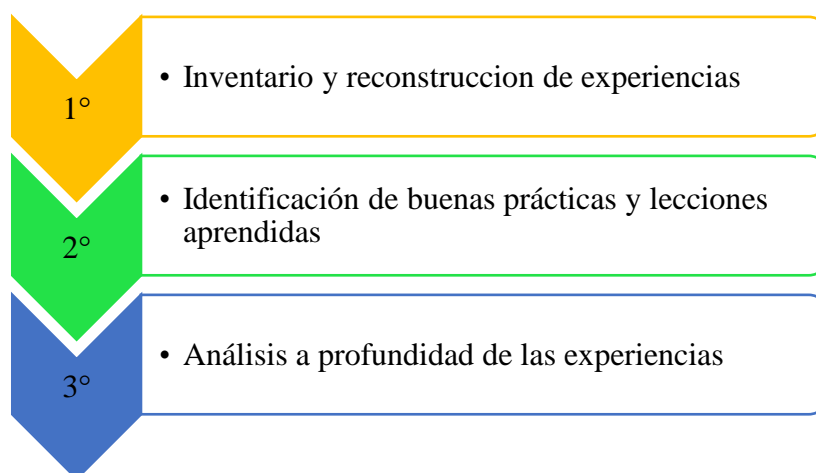 1°
• Inventario y reconstruccion de experiencias
2°
• Identificación de buenas prácticas y lecciones
aprendidas
3°
• Análisis a profundidad de las experiencias